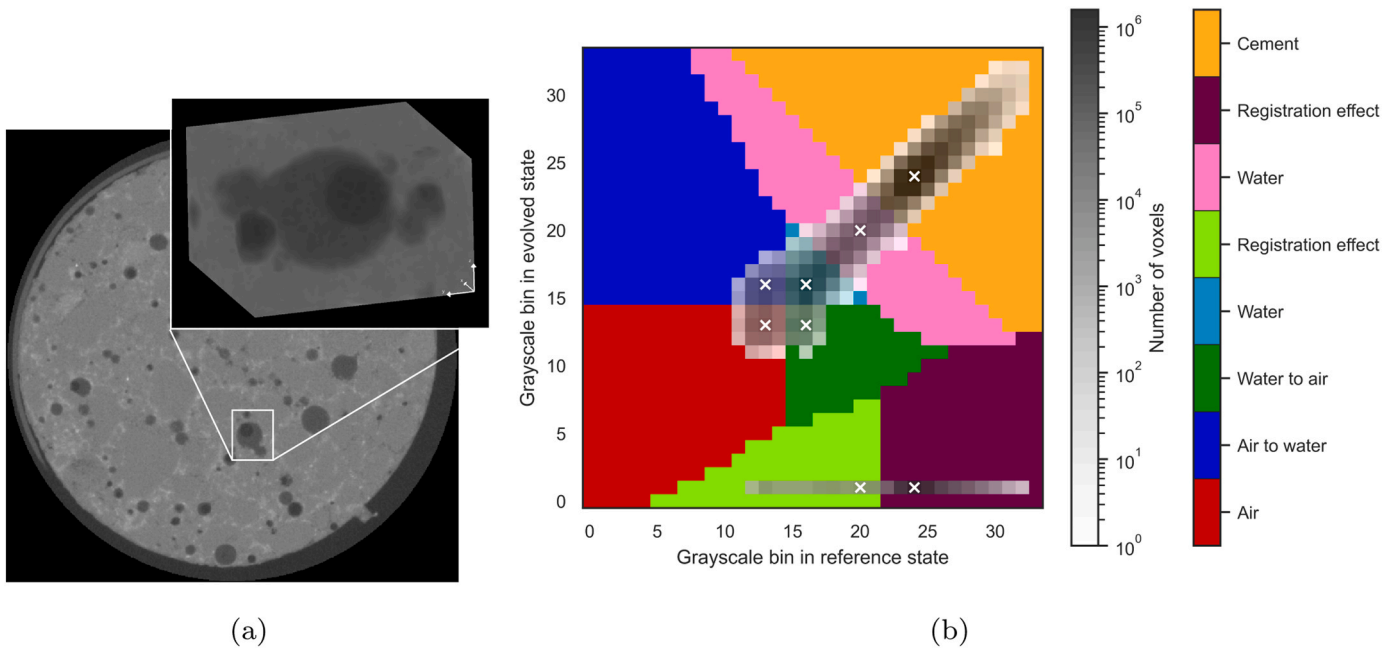 Grayscale bin in evolved state
30
25
20
15
10
5
0
0 5 10 15 20 25 30
Grayscale bin in reference state
Number of voxels
10^6
10^5
10^4
10^3
10^2
10^1
10^0
Cement
Registration effect
Water
Registration effect
Water
Water to air
Air to water
Air
(a)
(b)